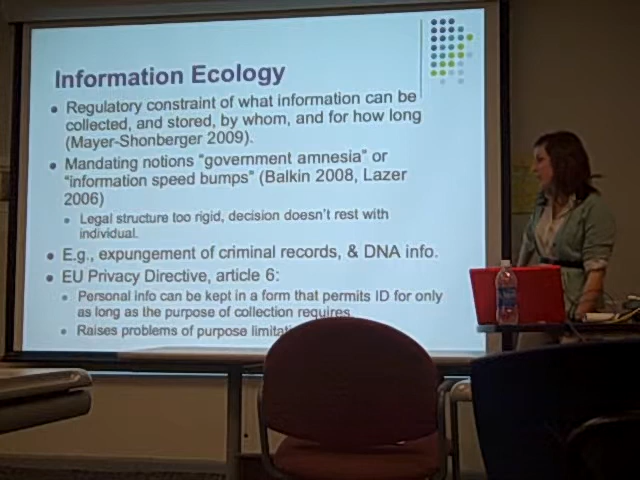 Information Ecology
• Regulatory constraint of what information can be
collected, and stored, by whom, and for how long
(Mayer-Shonberger 2009).
• Mandating notions "government amnesia" or
"information speed bumps" (Balkin 2008, Lazer
2006)
• Legal structure too rigid, decision doesn't rest with
individual.
• E.g., expungement of criminal records, & DNA info.
• EU Privacy Directive, article 6:
• Personal info can be kept in a form that permits ID for only
as long as the purpose of collection requires
• Raises problems of purpose